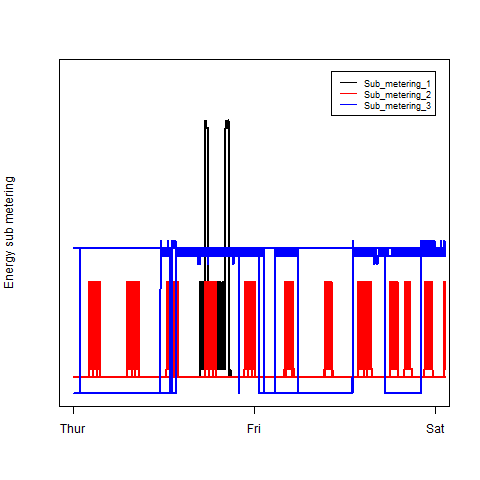 Sub_metering_1
Sub_metering_2
Sub_metering_3
Energy sub metering
Thur Fri Sat